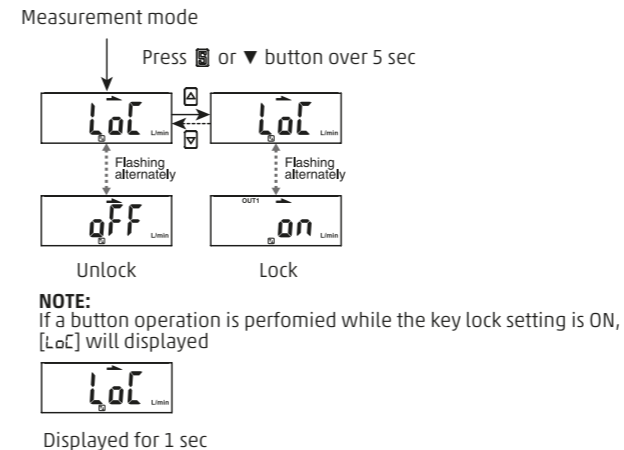 Measurement mode
Press S or ▼ button over 5 sec
LoC L/min
LoC L/min
Flashing
alternately
Flashing
alternately
oFF L/min
OUT1
on L/min
Unlock
Lock
NOTE:
If a button operation is perfomied while the key lock setting is ON,
[LoC] will displayed
LoC L/min
Displayed for 1 sec